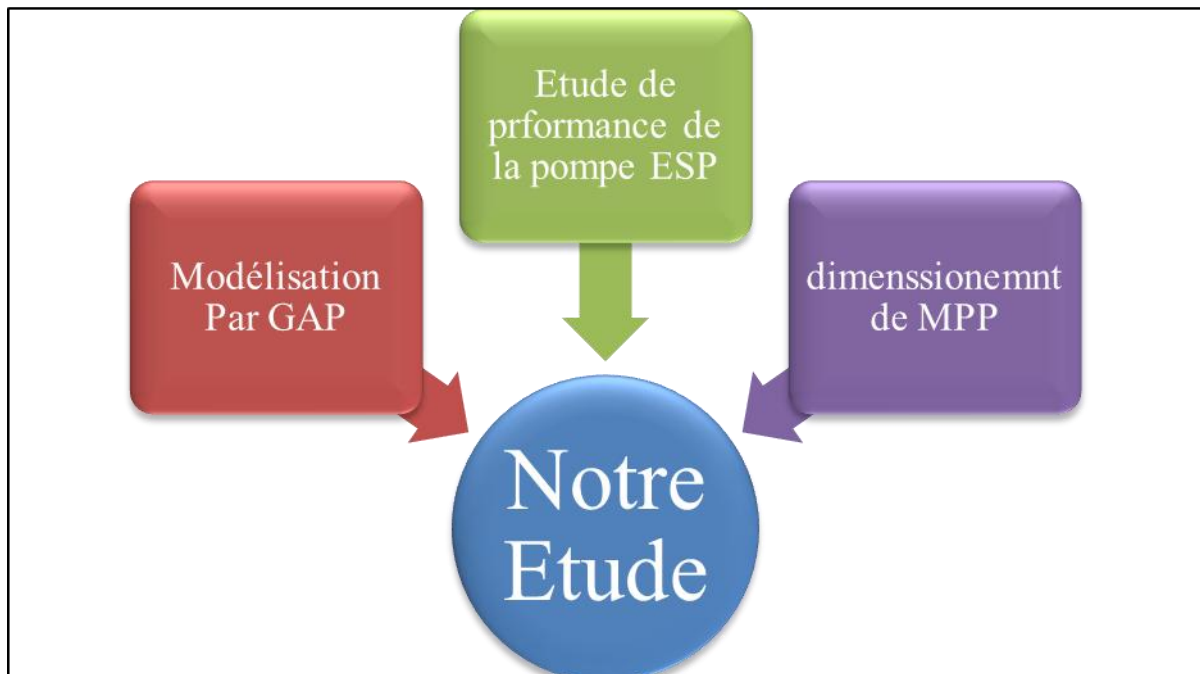 Etude de
prformance de
la pompe ESP
Modélisation
Par GAP
dimenssionemnt
de MPP
Notre
Etude